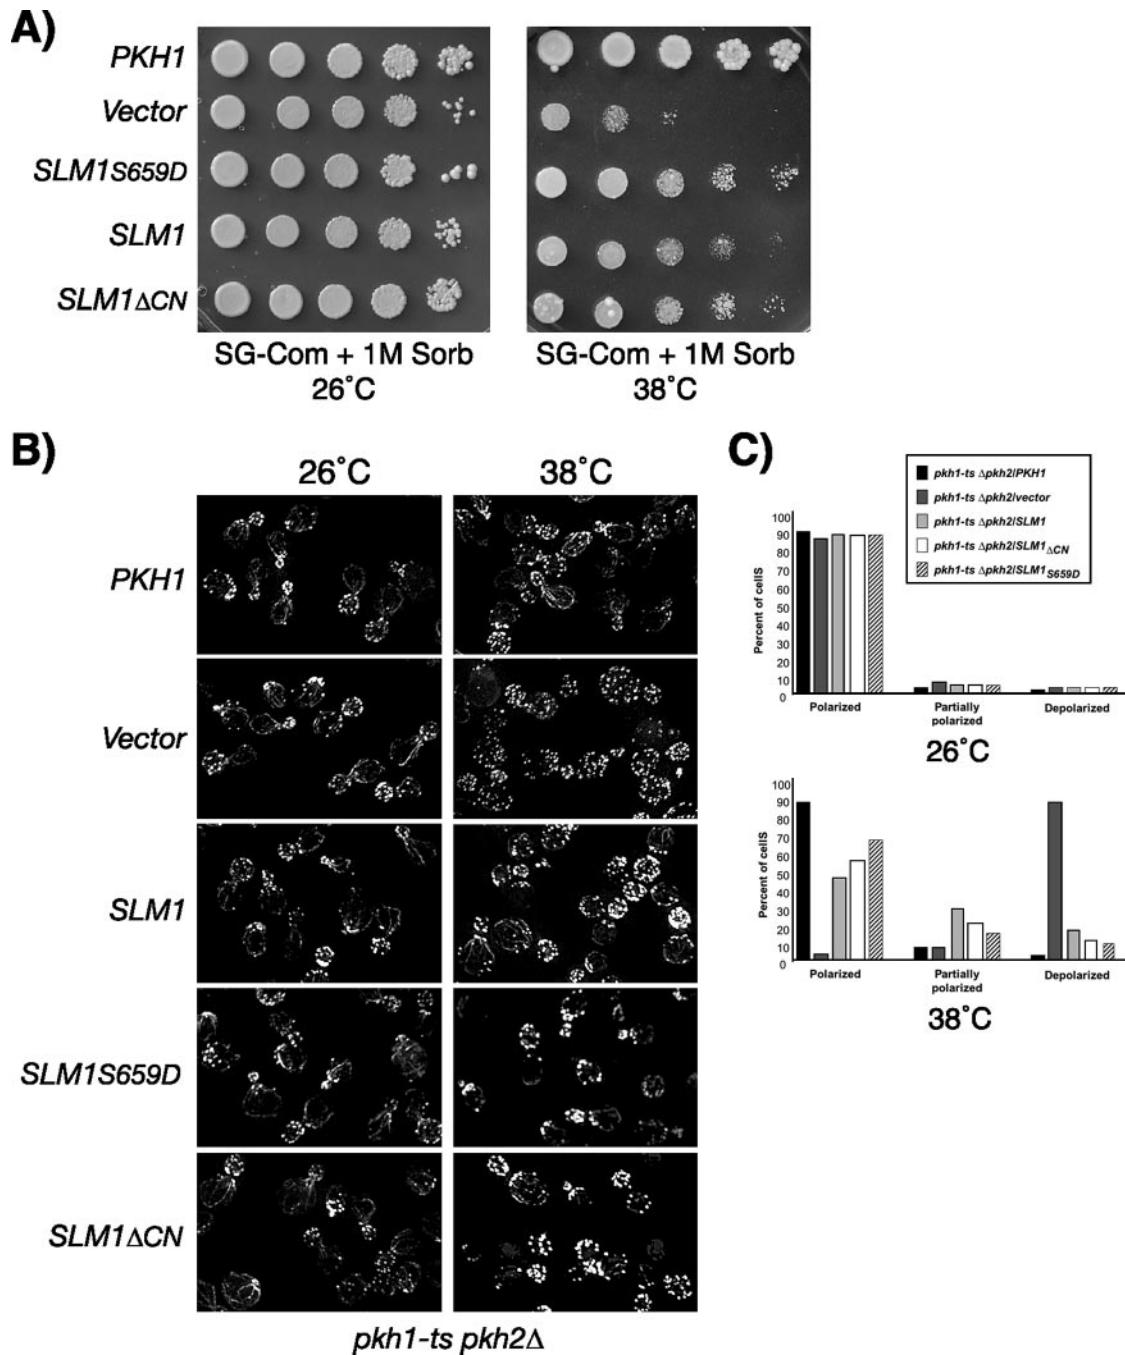 A)
PKH1
Vector
SLM1S659D
SLM1
SLM1ΔCN
SG-Com + 1M Sorb
26°C
SG-Com + 1M Sorb
38°C
B)
26°C
38°C
PKH1
Vector
SLM1
SLM1S659D
SLM1ΔCN
pkh1-ts pkh2Δ
C)
pkh1-ts Δpkh2/PKH1
pkh1-ts Δpkh2/vector
pkh1-ts Δpkh2/SLM1
pkh1-ts Δpkh2/SLM1ΔCN
pkh1-ts Δpkh2/SLM1S659D
Percent of cellS
100
90
80
70
60
50
40
30
20
10
0
Polarized
Partially polarized
Depolarized
26°C
Percent of cellS
100
90
80
70
60
50
40
30
20
10
0
Polarized
Partially polarized
Depolarized
38°C